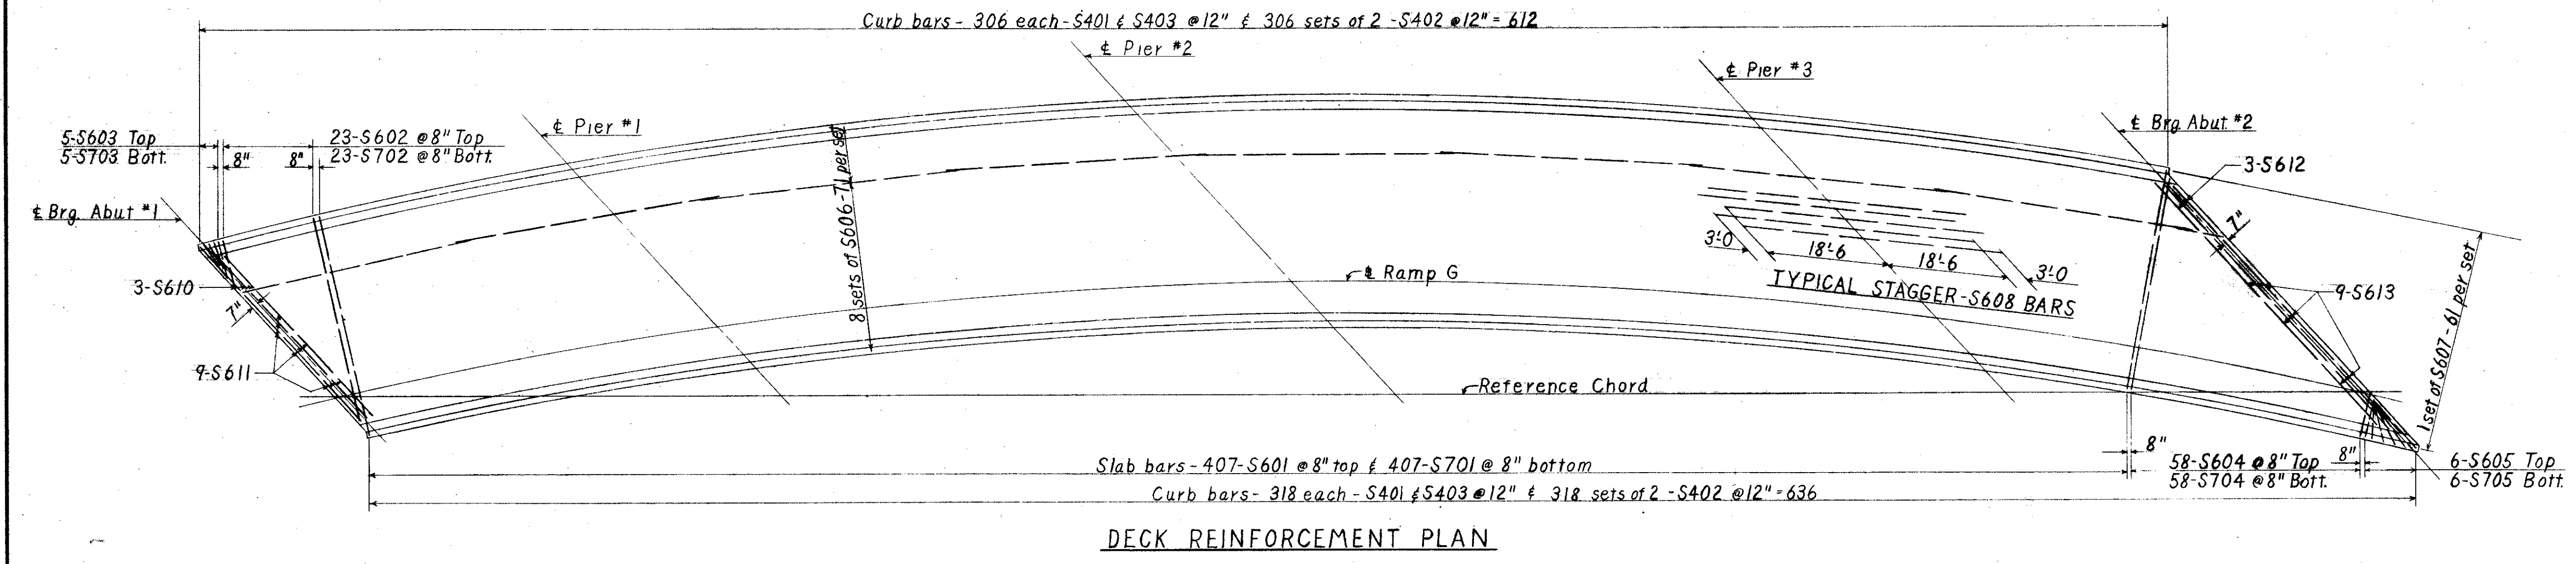 Curb bars - 306 each - S401 & S403 @12" & 306 sets of 2 - S402 @12" = 612
℄ Pier #2
℄ Pier #3
℄ Pier #1
℄ Brg. Abut. #2
5-S603 Top
5-S703 Bott.
8"
8"
23-S602 @8" Top
23-S702 @8" Bott.
3-S612
℄ Brg. Abut #1
8 sets of S606-71 per set
7"
3'-0
18'-6
18'-6
3'-0
TYPICAL STAGGER-S608 BARS
℄ Ramp G
3-S610
7"
9-S613
1 set of S607-61 per set
9-S611
Reference Chord
8"
Slab bars - 407-S601 @8" top & 407-S701 @ 8" bottom
58-S604 @8" Top
58-S704 @8" Bott.
8"
6-S605 Top
6-S705 Bott.
Curb bars - 318 each - S401 & S403 @12" & 318 sets of 2 - S402 @12" = 636
DECK REINFORCEMENT PLAN